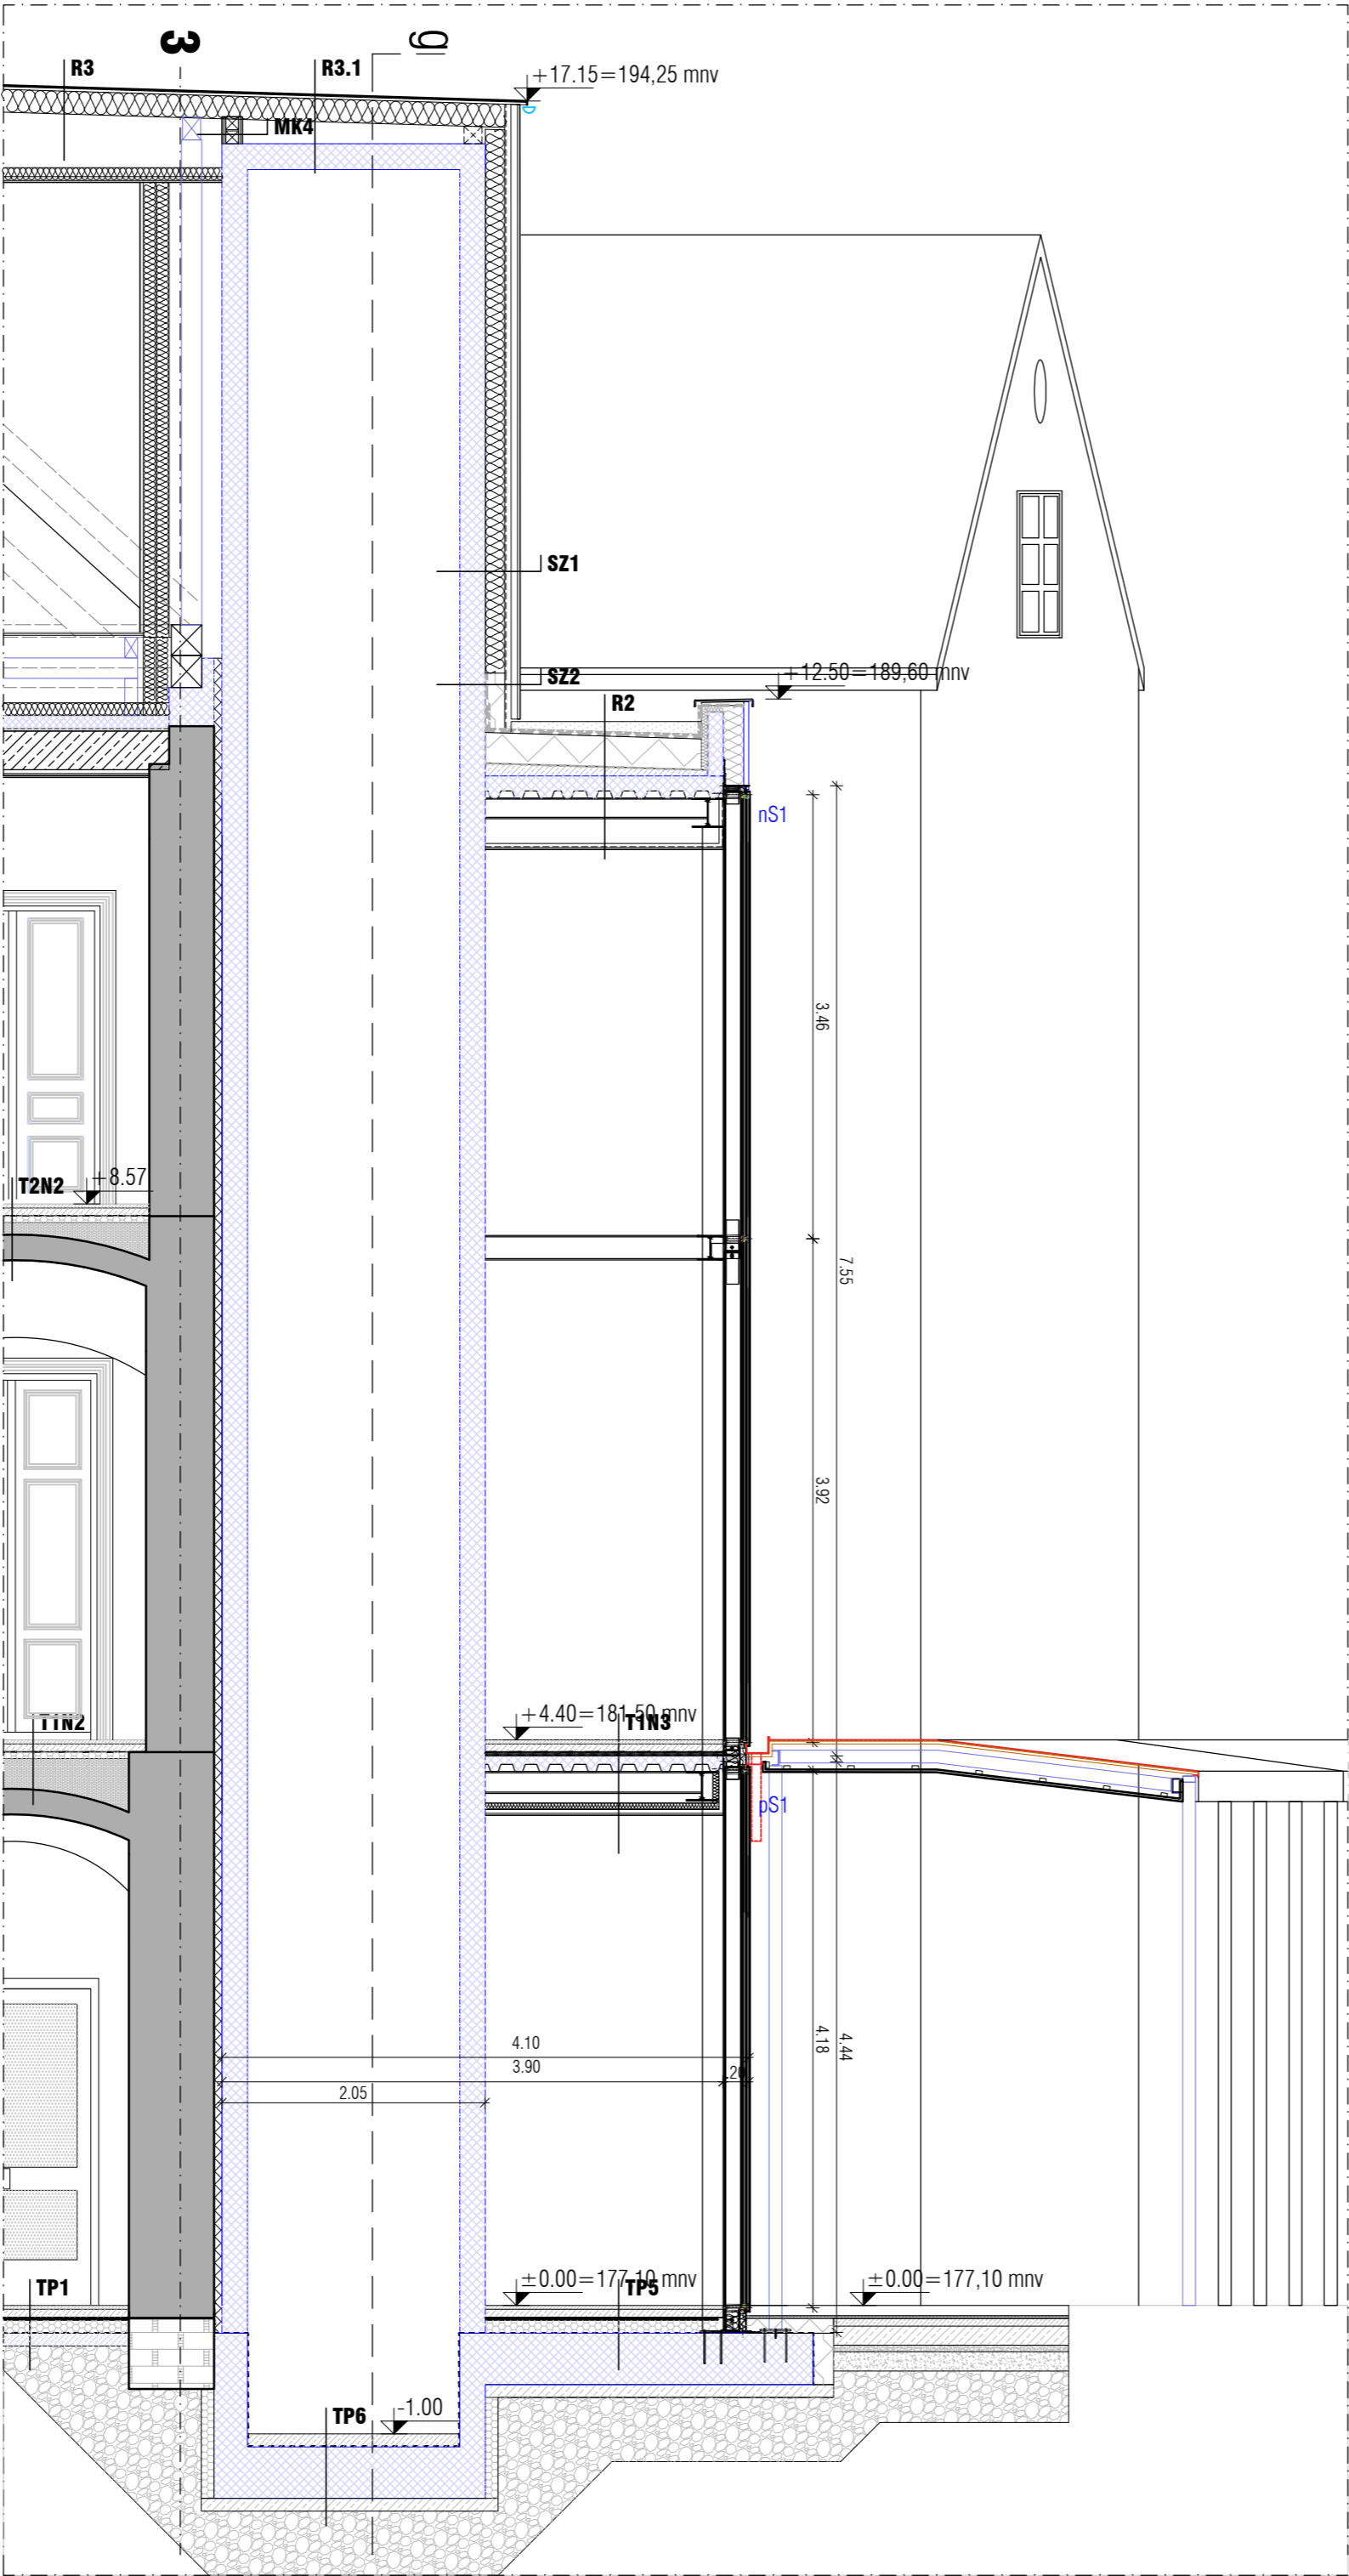 3
g
R3
R3.1
+17.15=194,25 mnv
D
MK4
SZ1
SZ2
+12.50=189,60 mnv
R2
nS1
3.46
T2N2
+8.57
7.55
3.92
T1N2
+4.40=181,50 mnv
T1N3
pS1
4.10
4.18
4.44
3.90
.20
2.05
TP1
±0.00=177,10 mnv
TP5
±0.00=177,10 mnv
TP6
-1.00